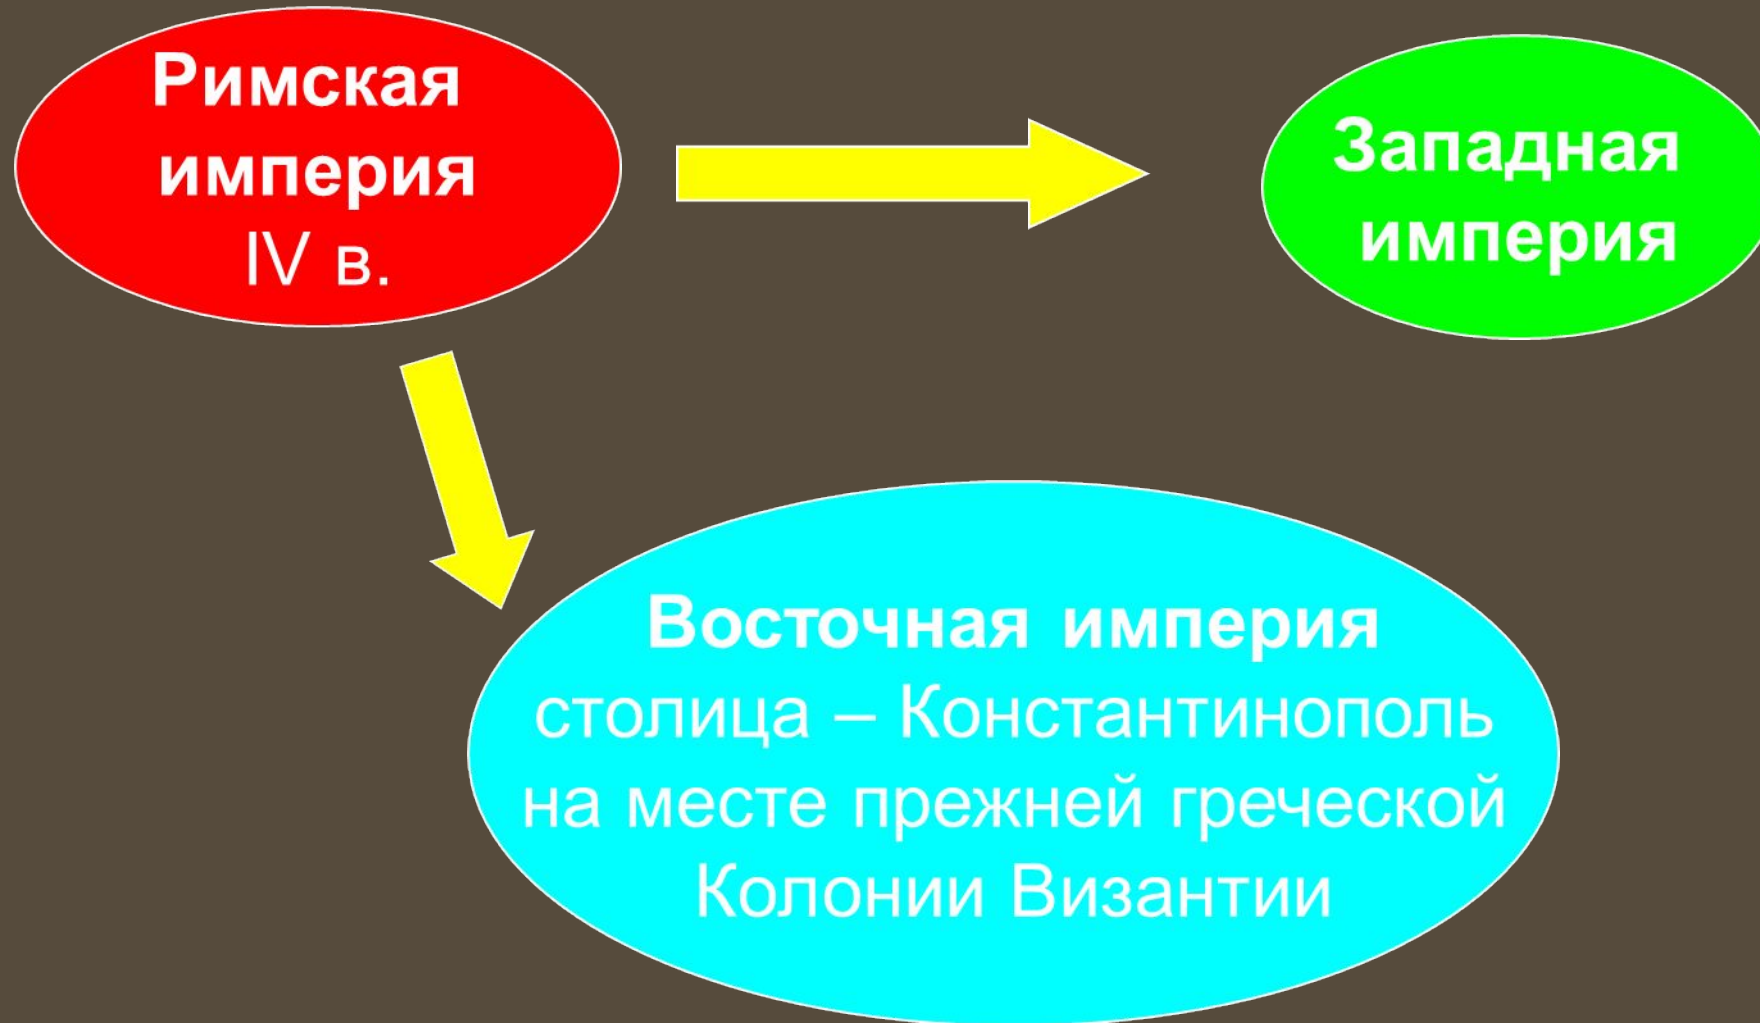 Римская
империя
IV в.
Западная
империя
Восточная империя
столица – Константинополь
на месте прежней греческой
Колонии Византии